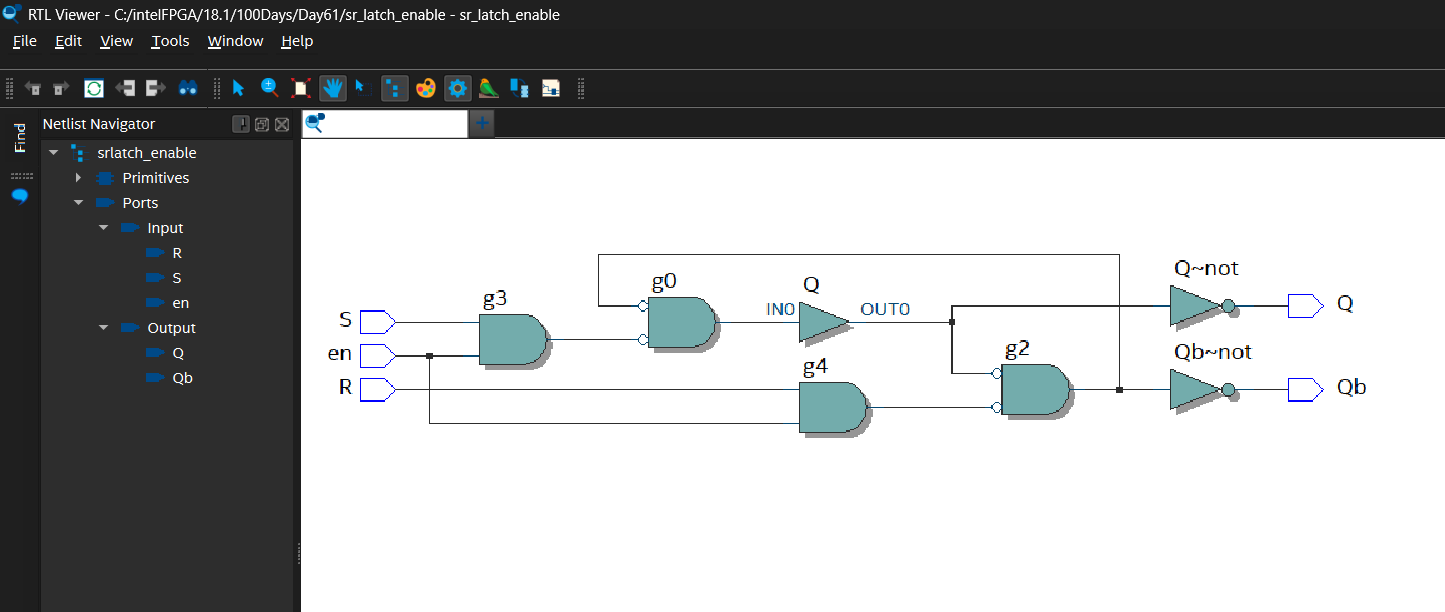 RTL Viewer - C:/intelFPGA/18.1/100Days/Day61/sr_latch_enable - sr_latch_enable
File Edit View Tools Window Help
Find
Netlist Navigator
srlatch_enable
Primitives
Ports
Input
R
S
en
Output
Q
Qb
S
en
R
g3
g0
Q
IN0
OUT0
g4
g2
Q~not
Q
Qb~not
Qb